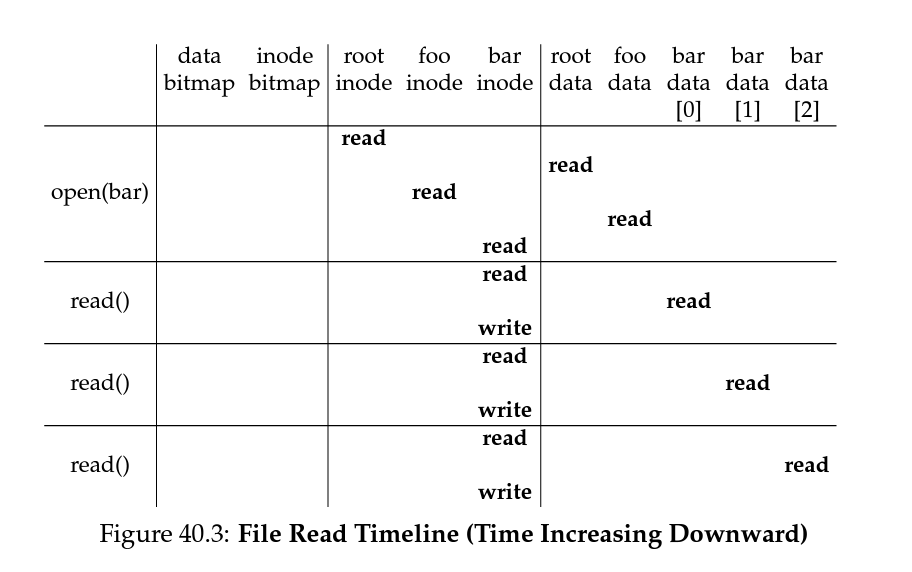 data inode root foo bar root foo bar bar bar
bitmap bitmap inode inode inode data data data data data
[0] [1] [2]
read
read
open(bar) read
read
read
read
read() read
write
read
read() read
write
read
read() read
write
Figure 40.3: File Read Timeline (Time Increasing Downward)